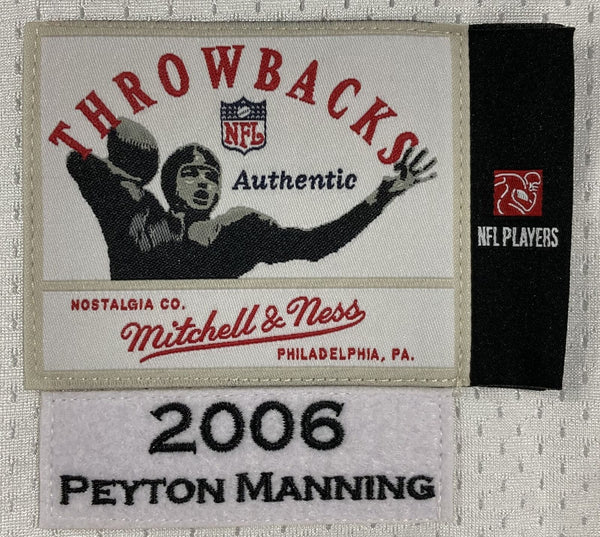 THROWBACKS
NFL
Authentic
NFL PLAYERS
NOSTALGIA CO.
Mitchell & Ness
PHILADELPHIA, PA.
2006
PEYTON MANNING